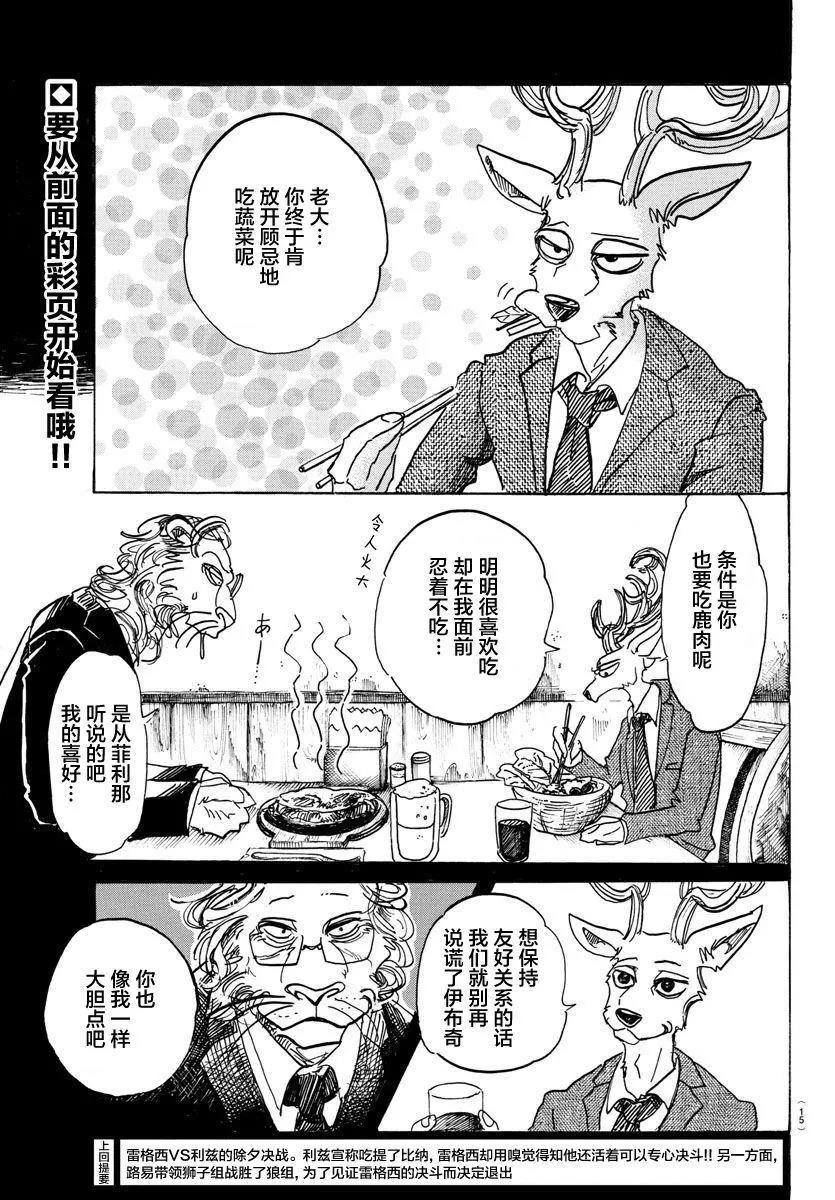 ◆要从前面的彩页开始看哦!!
老大…
你终于肯
放开顾忌地
吃蔬菜呢
条件是你
也要吃鹿肉
呢
明明很喜欢吃
却在我面前
忍着不吃…
令人火大
あー
是从菲利那
听说的吧
我的喜好…
想保持
友好关系的话
我们就别再
说谎了伊布奇
你也
像我一样
大胆点吧
上回提要
雷格西VS利兹的除夕决战。利兹宣称吃提了比纳，雷格西却用嗅觉得知他还活着可以专心决斗!! 另一方面，
路易带领狮子组战胜了狼组，为了见证雷格西的决斗而决定退出
(15)